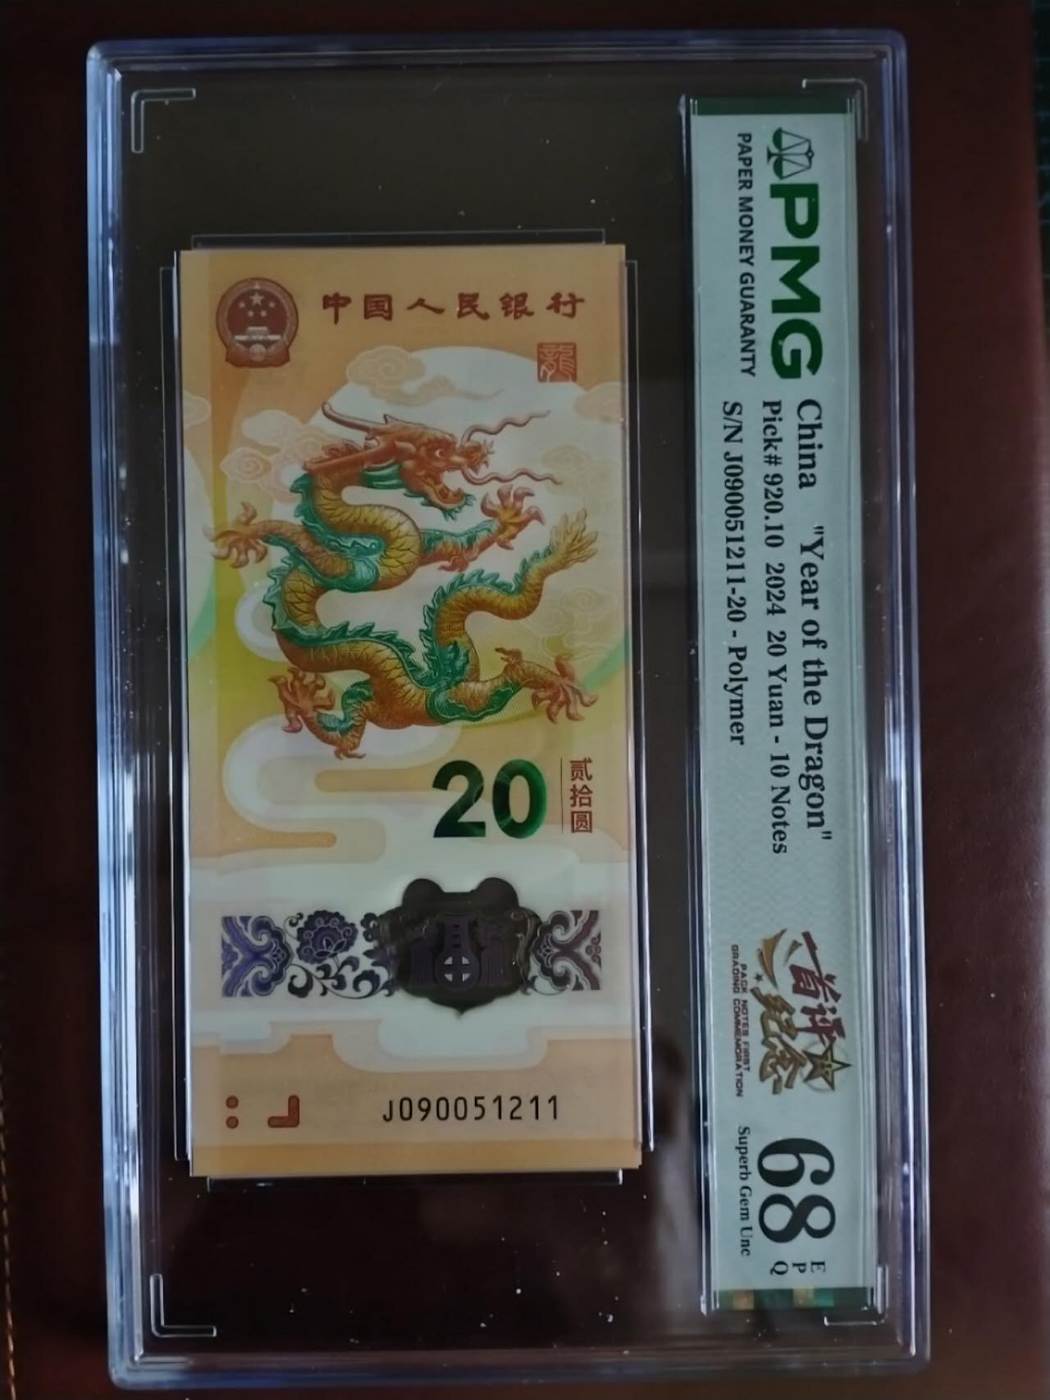 中国人民银行
龍
20
贰拾圆
J090051211
PMG
PAPER MONEY GUARANTY
China "Year of the Dragon"
Pick# 920.10 2024 20 Yuan - 10 Notes
S/N J090051211-20 - Polymer
首评
纪念
PACK NOTES FIRST
GRADING COMMEMORATION
68 EPQ
Superb Gem Unc